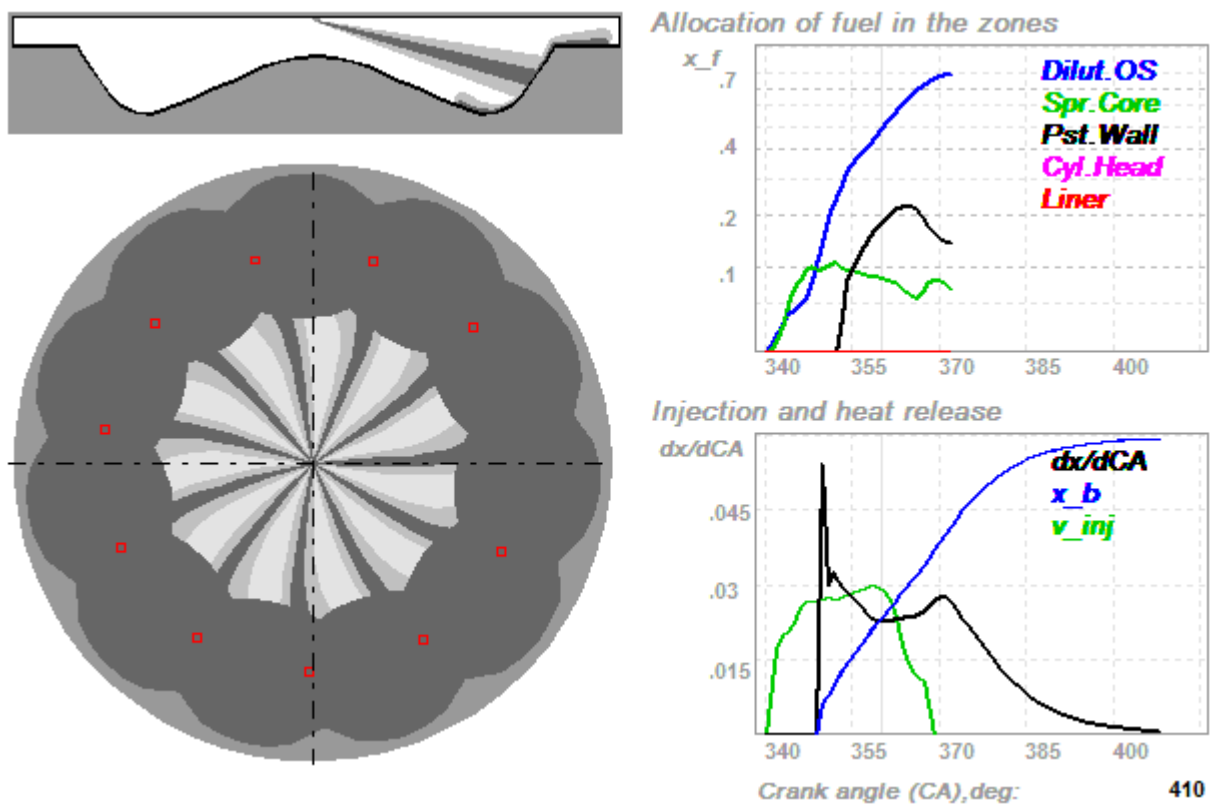 Allocation of fuel in the zones
x_f
Dilut.OS
.7
Spr.Core
Pst.Wall
.4
Cyl.Head
Liner
.2
.1
340 355 370 385 400
Injection and heat release
dx/dCA
dx/dCA
x_b
.045
v_inj
.03
.015
340 355 370 385 400
Crank angle (CA),deg: 410